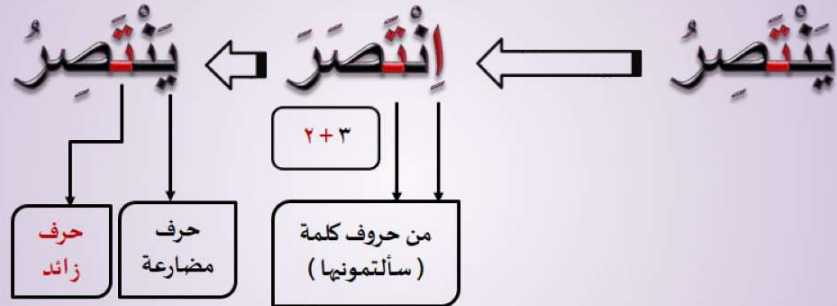 يَنْتَصِرُ
اِنْتَصَرَ
يَنْتَصِرُ
٣ + ٢
من حروف كلمة
( سألتمونيها )
حرف
مضارعة
حرف
زائد